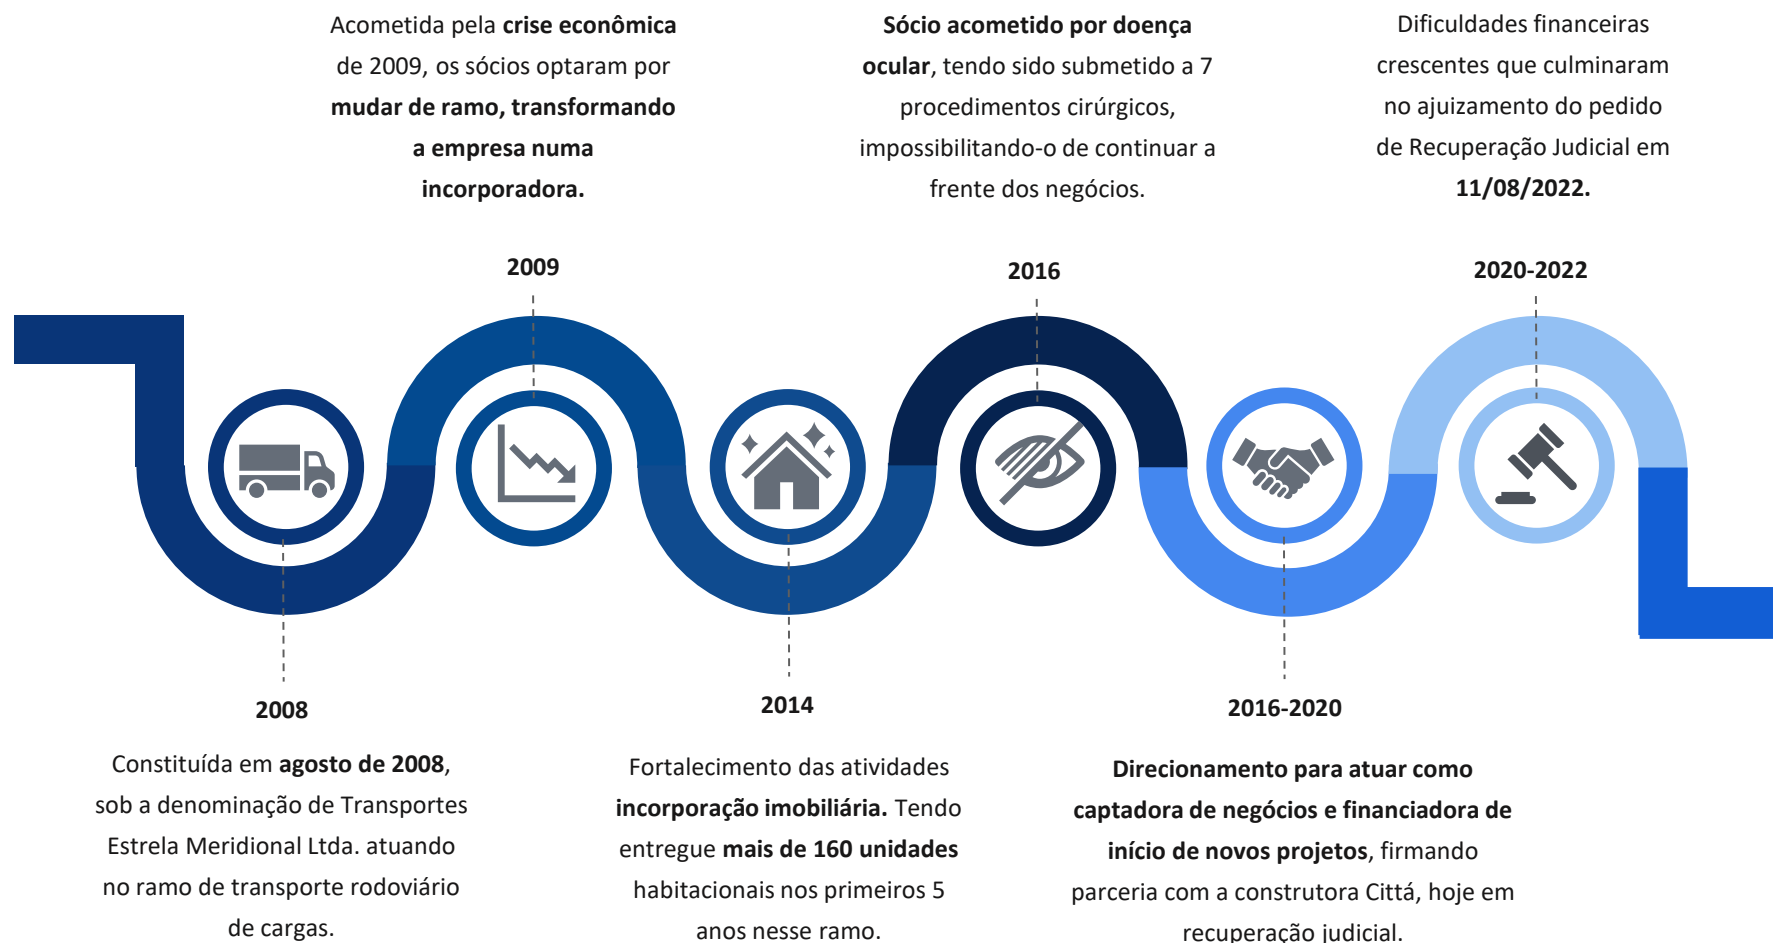 Acometida pela crise econômica
de 2009, os sócios optaram por
mudar de ramo, transformando
a empresa numa
incorporadora.
Sócio acometido por doença
ocular, tendo sido submetido a 7
procedimentos cirúrgicos,
impossibilitando-o de continuar a
frente dos negócios.
Dificuldades financeiras
crescentes que culminaram
no ajuizamento do pedido
de Recuperação Judicial em
11/08/2022.
2009
2016
2020-2022
2008
2014
2016-2020
Constituída em agosto de 2008,
sob a denominação de Transportes
Estrela Meridional Ltda. atuando
no ramo de transporte rodoviário
de cargas.
Fortalecimento das atividades
incorporação imobiliária. Tendo
entregue mais de 160 unidades
habitacionais nos primeiros 5
anos nesse ramo.
Direcionamento para atuar como
captadora de negócios e financiadora de
início de novos projetos, firmando
parceria com a construtora Cittá, hoje em
recuperação judicial.